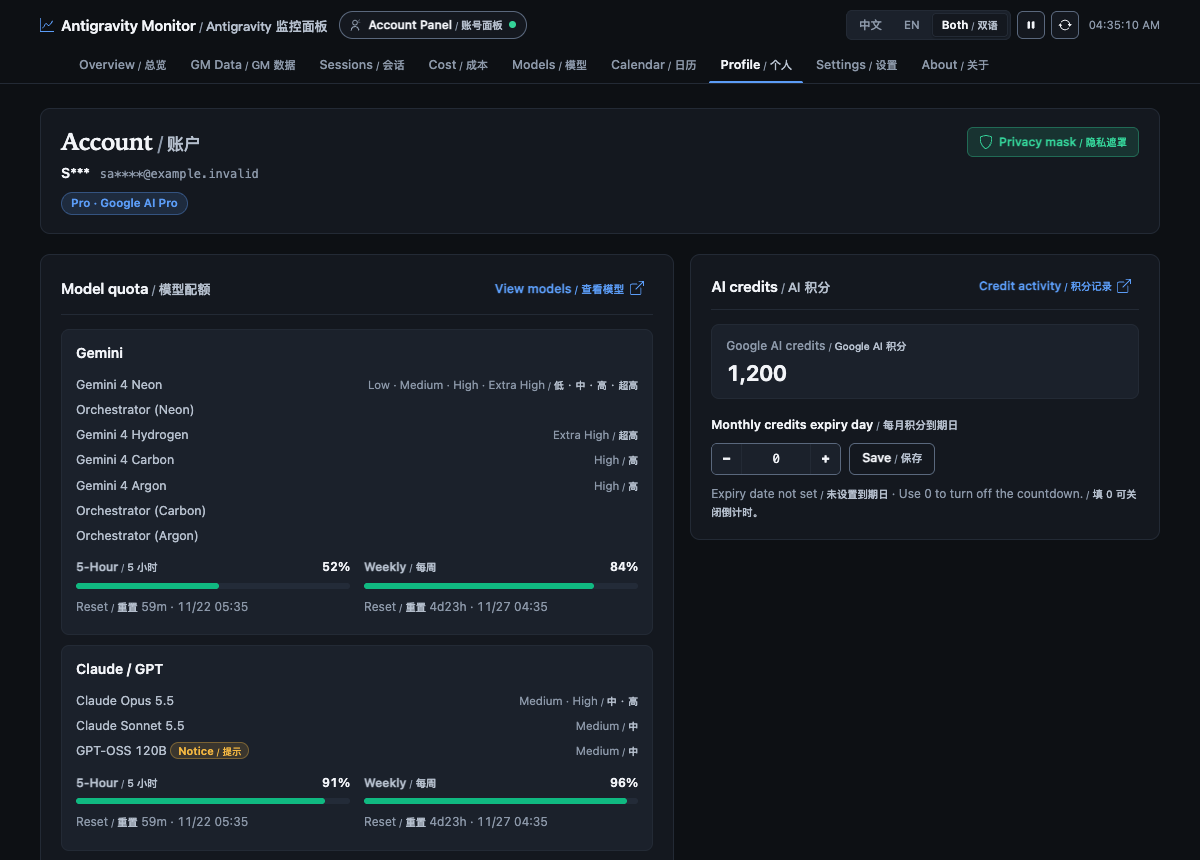 Antigravity Monitor / Antigravity 监控面板
Account Panel / 账号面板
中文 EN Both / 双语
04:35:10 AM
Overview / 总览 GM Data / GM 数据 Sessions / 会话 Cost / 成本 Models / 模型 Calendar / 日历 Profile / 个人 Settings / 设置 About / 关于
Account / 账户
Privacy mask / 隐私遮罩
S*** sa****@example.invalid
Pro · Google AI Pro
Model quota / 模型配额
View models / 查看模型
Gemini
Gemini 4 Neon Low · Medium · High · Extra High / 低 · 中 · 高 · 超高
Orchestrator (Neon)
Gemini 4 Hydrogen Extra High / 超高
Gemini 4 Carbon High / 高
Gemini 4 Argon High / 高
Orchestrator (Carbon)
Orchestrator (Argon)
5-Hour / 5 小时 52% Weekly / 每周 84%
Reset / 重置 59m · 11/22 05:35 Reset / 重置 4d23h · 11/27 04:35
Claude / GPT
Claude Opus 5.5 Medium · High / 中 · 高
Claude Sonnet 5.5 Medium / 中
GPT-OSS 120B Notice / 提示 Medium / 中
5-Hour / 5 小时 91% Weekly / 每周 96%
Reset / 重置 59m · 11/22 05:35 Reset / 重置 4d23h · 11/27 04:35
AI credits / AI 积分
Credit activity / 积分记录
Google AI credits / Google AI 积分
1,200
Monthly credits expiry day / 每月积分到期日
− 0 + Save / 保存
Expiry date not set / 未设置到期日 · Use 0 to turn off the countdown. / 填 0 可关
闭倒计时。